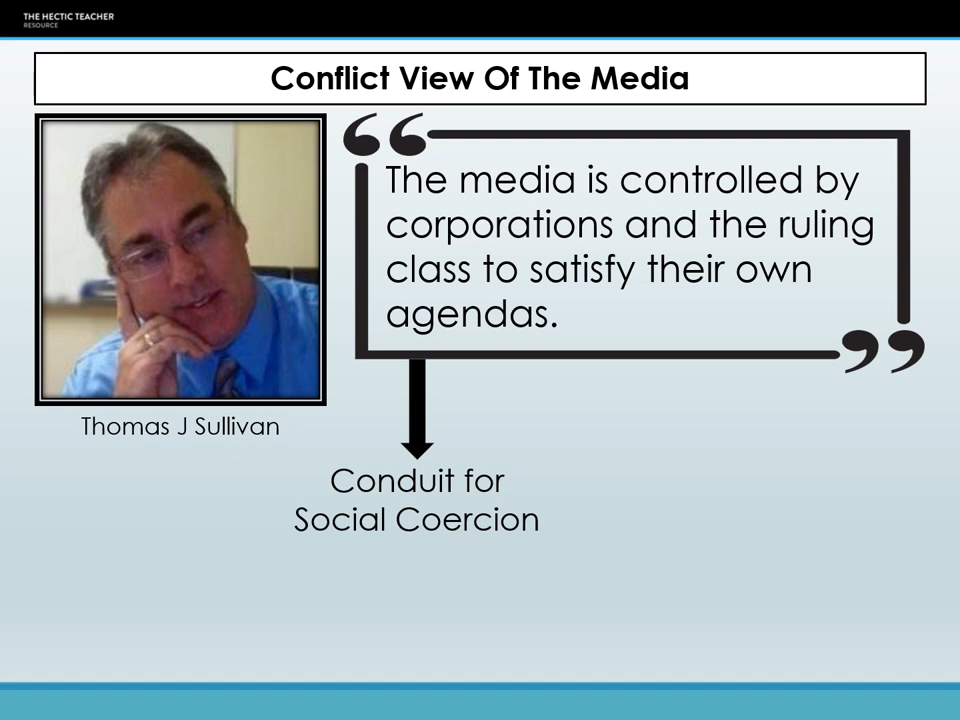 THE HECTIC TEACHER
RESOURCE
Conflict View Of The Media
The media is controlled by
corporations and the ruling
class to satisfy their own
agendas.
Thomas J Sullivan
Conduit for
Social Coercion